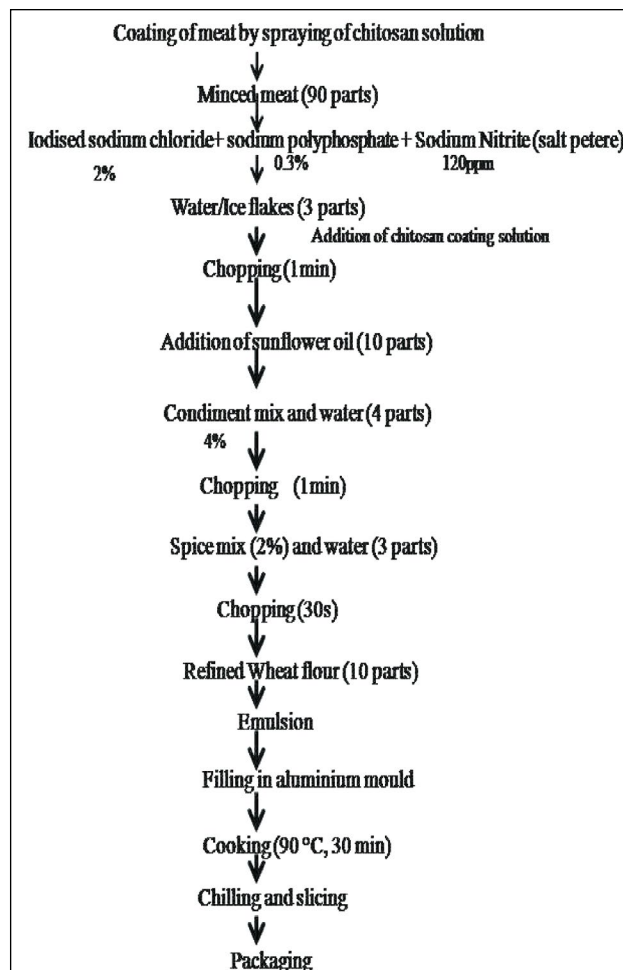 Coating of meat by spraying of chitosan solution
Minced meat (90 parts)
Iodised sodium chloride+ sodium polyphosphate + Sodium Nitrite (salt petere)
2% 0.3% 120ppm
Water/Ice flakes (3 parts)
Addition of chitosan coating solution
Chopping (1min)
Addition of sunflower oil (10 parts)
Condiment mix and water (4 parts)
4%
Chopping (1min)
Spice mix (2%) and water (3 parts)
Chopping (30s)
Refined Wheat flour (10 parts)
Emulsion
Filling in aluminium mould
Cooking (90 °C, 30 min)
Chilling and slicing
Packaging